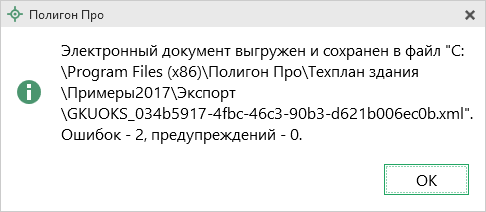 Полигон Про
Электронный документ выгружен и сохранен в файл "C:
\Program Files (x86)\Полигон Про\Техплан здания
\Примеры2017\Экспорт
\GKUOKS_034b5917-4fbc-46c3-90b3-d621b006ec0b.xml".
Ошибок - 2, предупреждений - 0.
OK